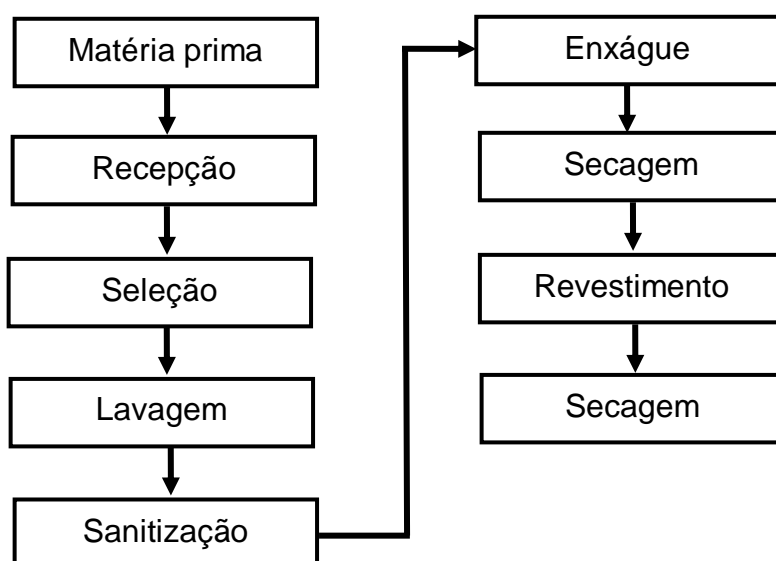 Matéria prima
Recepção
Seleção
Lavagem
Sanitização
Enxágue
Secagem
Revestimento
Secagem